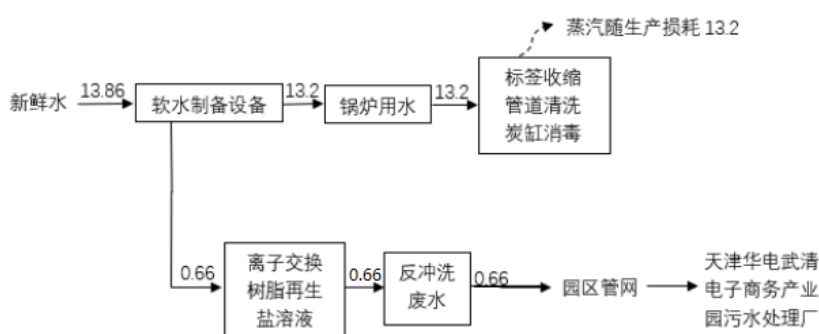 蒸汽随生产损耗 13.2
新鲜水
13.86
软水制备设备
13.2
锅炉用水
13.2
标签收缩
管道清洗
炭缸消毒
0.66
离子交换
树脂再生
盐溶液
0.66
反冲洗
废水
0.66
园区管网
天津华电武清
电子商务产业
园污水处理厂